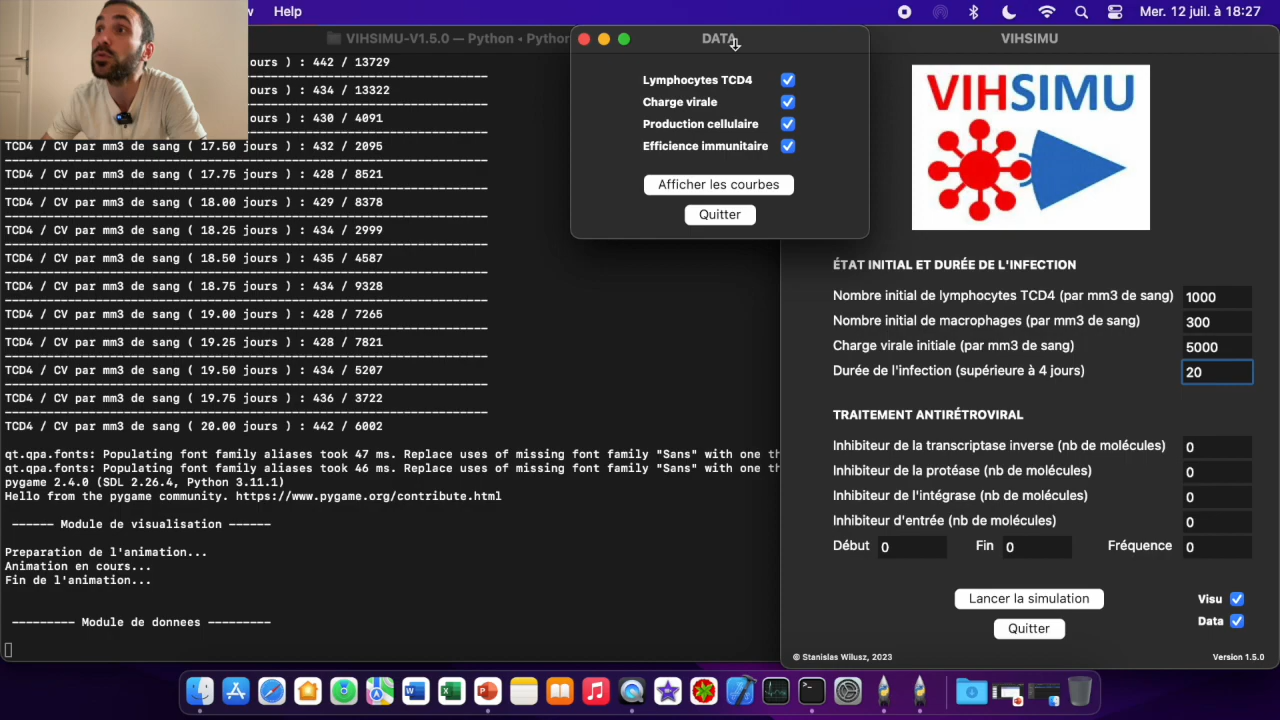 Help
Mer. 12 juil. à 18:27
VIHSIMU-V1.5.0 — Python ◂ Python
ours ) : 442 / 13729
ours ) : 434 / 13322
ours ) : 430 / 4091
TCD4 / CV par mm3 de sang ( 17.50 jours ) : 432 / 2095
TCD4 / CV par mm3 de sang ( 17.75 jours ) : 428 / 8521
TCD4 / CV par mm3 de sang ( 18.00 jours ) : 429 / 8378
TCD4 / CV par mm3 de sang ( 18.25 jours ) : 434 / 2999
TCD4 / CV par mm3 de sang ( 18.50 jours ) : 435 / 4587
TCD4 / CV par mm3 de sang ( 18.75 jours ) : 434 / 9328
TCD4 / CV par mm3 de sang ( 19.00 jours ) : 428 / 7265
TCD4 / CV par mm3 de sang ( 19.25 jours ) : 428 / 7821
TCD4 / CV par mm3 de sang ( 19.50 jours ) : 434 / 5207
TCD4 / CV par mm3 de sang ( 19.75 jours ) : 436 / 3722
TCD4 / CV par mm3 de sang ( 20.00 jours ) : 442 / 6002
qt.qpa.fonts: Populating font family aliases took 47 ms. Replace uses of missing font family "Sans" with one th
qt.qpa.fonts: Populating font family aliases took 46 ms. Replace uses of missing font family "Sans" with one th
pygame 2.4.0 (SDL 2.26.4, Python 3.11.1)
Hello from the pygame community. https://www.pygame.org/contribute.html
------ Module de visualisation ------
Preparation de l'animation...
Animation en cours...
Fin de l'animation...
--------- Module de donnees ---------
DATA
Lymphocytes TCD4
Charge virale
Production cellulaire
Efficience immunitaire
Afficher les courbes
Quitter
VIHSIMU
VIHSIMU
ÉTAT INITIAL ET DURÉE DE L'INFECTION
Nombre initial de lymphocytes TCD4 (par mm3 de sang) 1000
Nombre initial de macrophages (par mm3 de sang) 300
Charge virale initiale (par mm3 de sang) 5000
Durée de l'infection (supérieure à 4 jours) 20
TRAITEMENT ANTIRÉTROVIRAL
Inhibiteur de la transcriptase inverse (nb de molécules) 0
Inhibiteur de la protéase (nb de molécules) 0
Inhibiteur de l'intégrase (nb de molécules) 0
Inhibiteur d'entrée (nb de molécules) 0
Début 0 Fin 0 Fréquence 0
Lancer la simulation Visu
Data
Quitter
© Stanislas Wilusz, 2023 Version 1.5.0